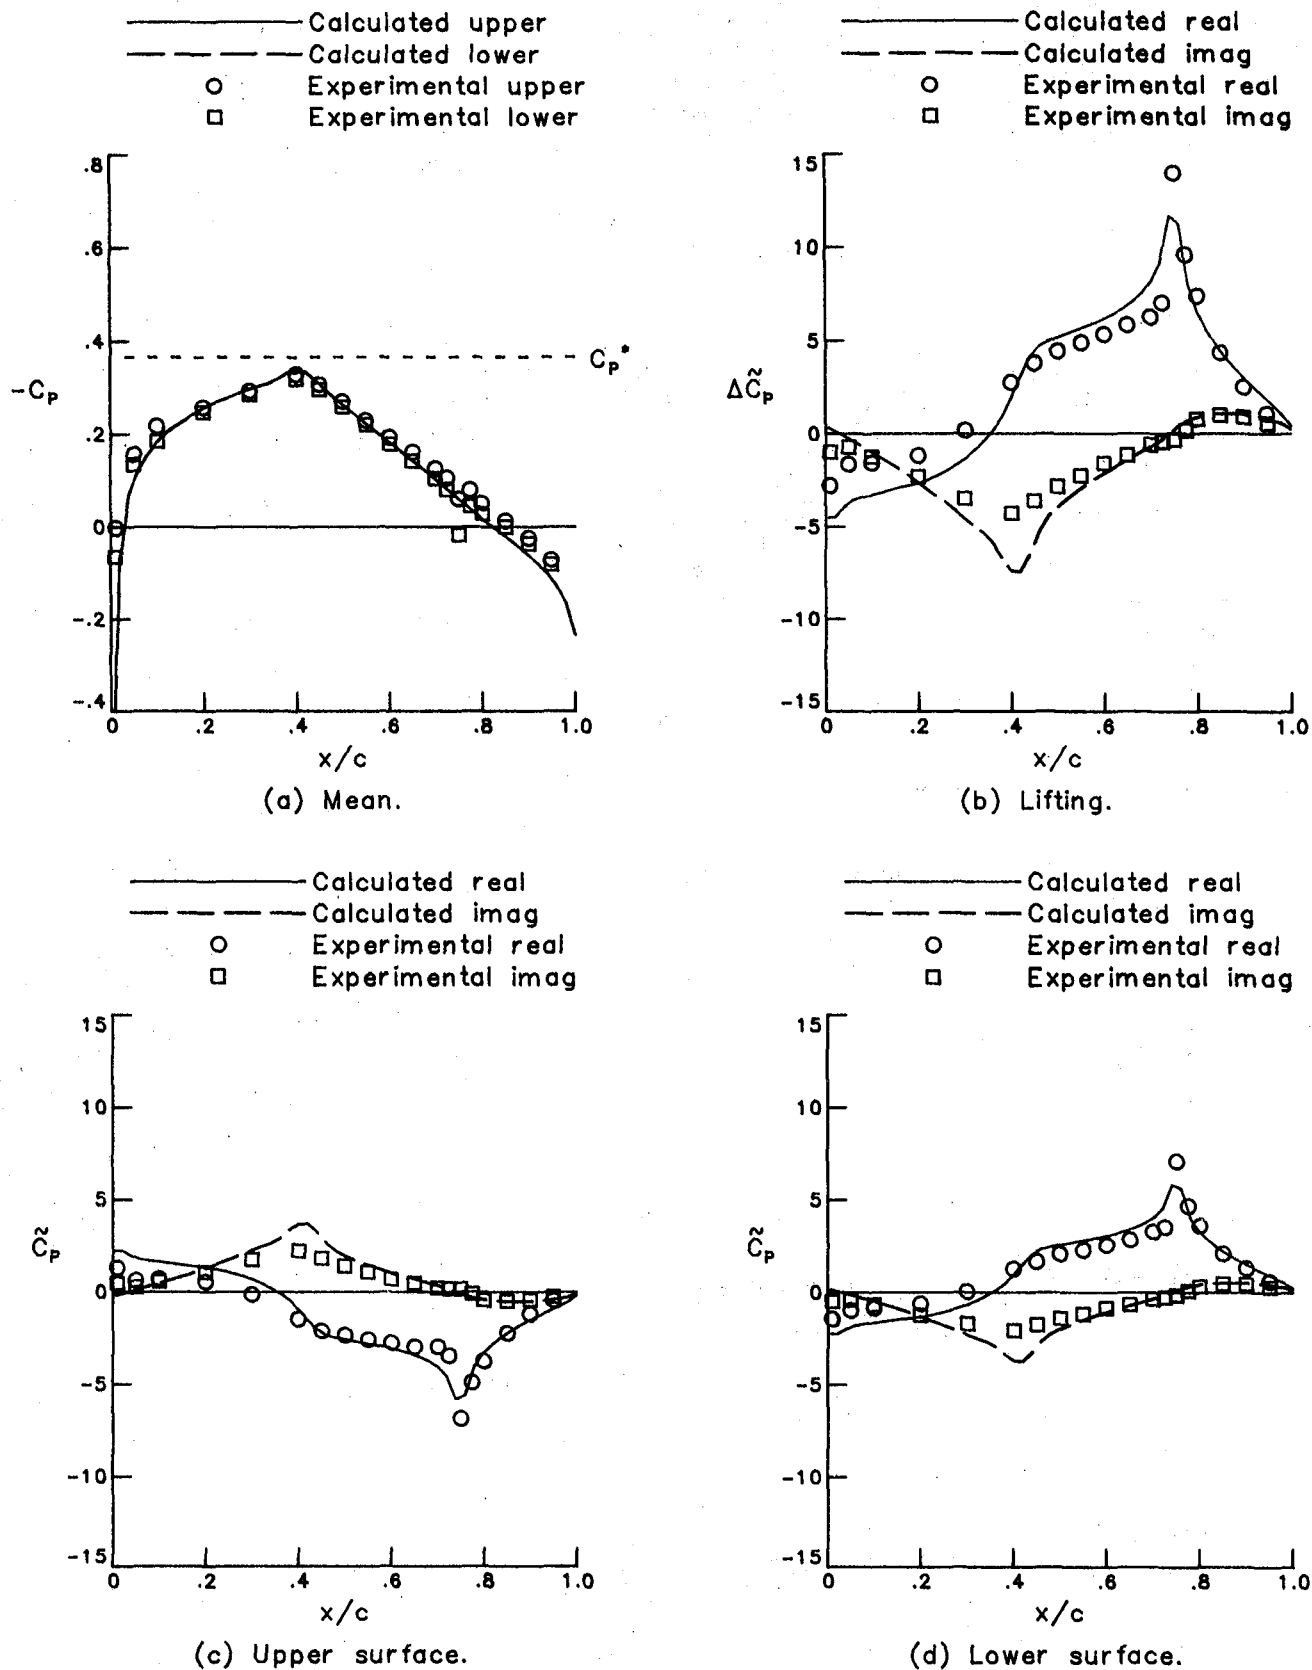 Calculated upper
Calculated lower
Experimental upper
Experimental lower
.8
.6
.4
.2
0
-.2
-.4
-Cₚ
Cₚ*
0 .2 .4 .6 .8 1.0
x/c
(a) Mean.
Calculated real
Calculated imag
Experimental real
Experimental imag
15
10
5
0
-5
-10
-15
ΔC̃ₚ
0 .2 .4 .6 .8 1.0
x/c
(b) Lifting.
Calculated real
Calculated imag
Experimental real
Experimental imag
15
10
5
0
-5
-10
-15
C̃ₚ
0 .2 .4 .6 .8 1.0
x/c
(c) Upper surface.
Calculated real
Calculated imag
Experimental real
Experimental imag
15
10
5
0
-5
-10
-15
C̃ₚ
0 .2 .4 .6 .8 1.0
x/c
(d) Lower surface.